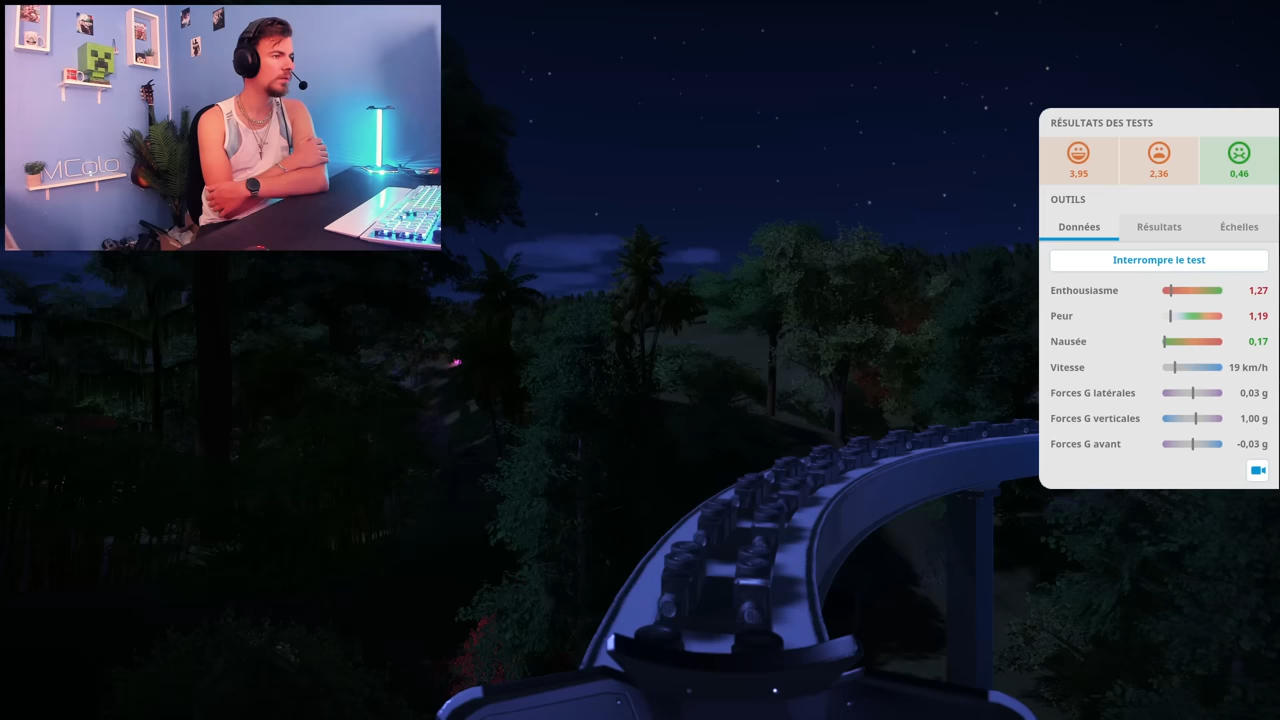 MColo
RÉSULTATS DES TESTS
3,95 2,36 0,46
OUTILS
Données Résultats Échelles
Interrompre le test
Enthousiasme 1,27
Peur 1,19
Nausée 0,17
Vitesse 19 km/h
Forces G latérales 0,03 g
Forces G verticales 1,00 g
Forces G avant -0,03 g